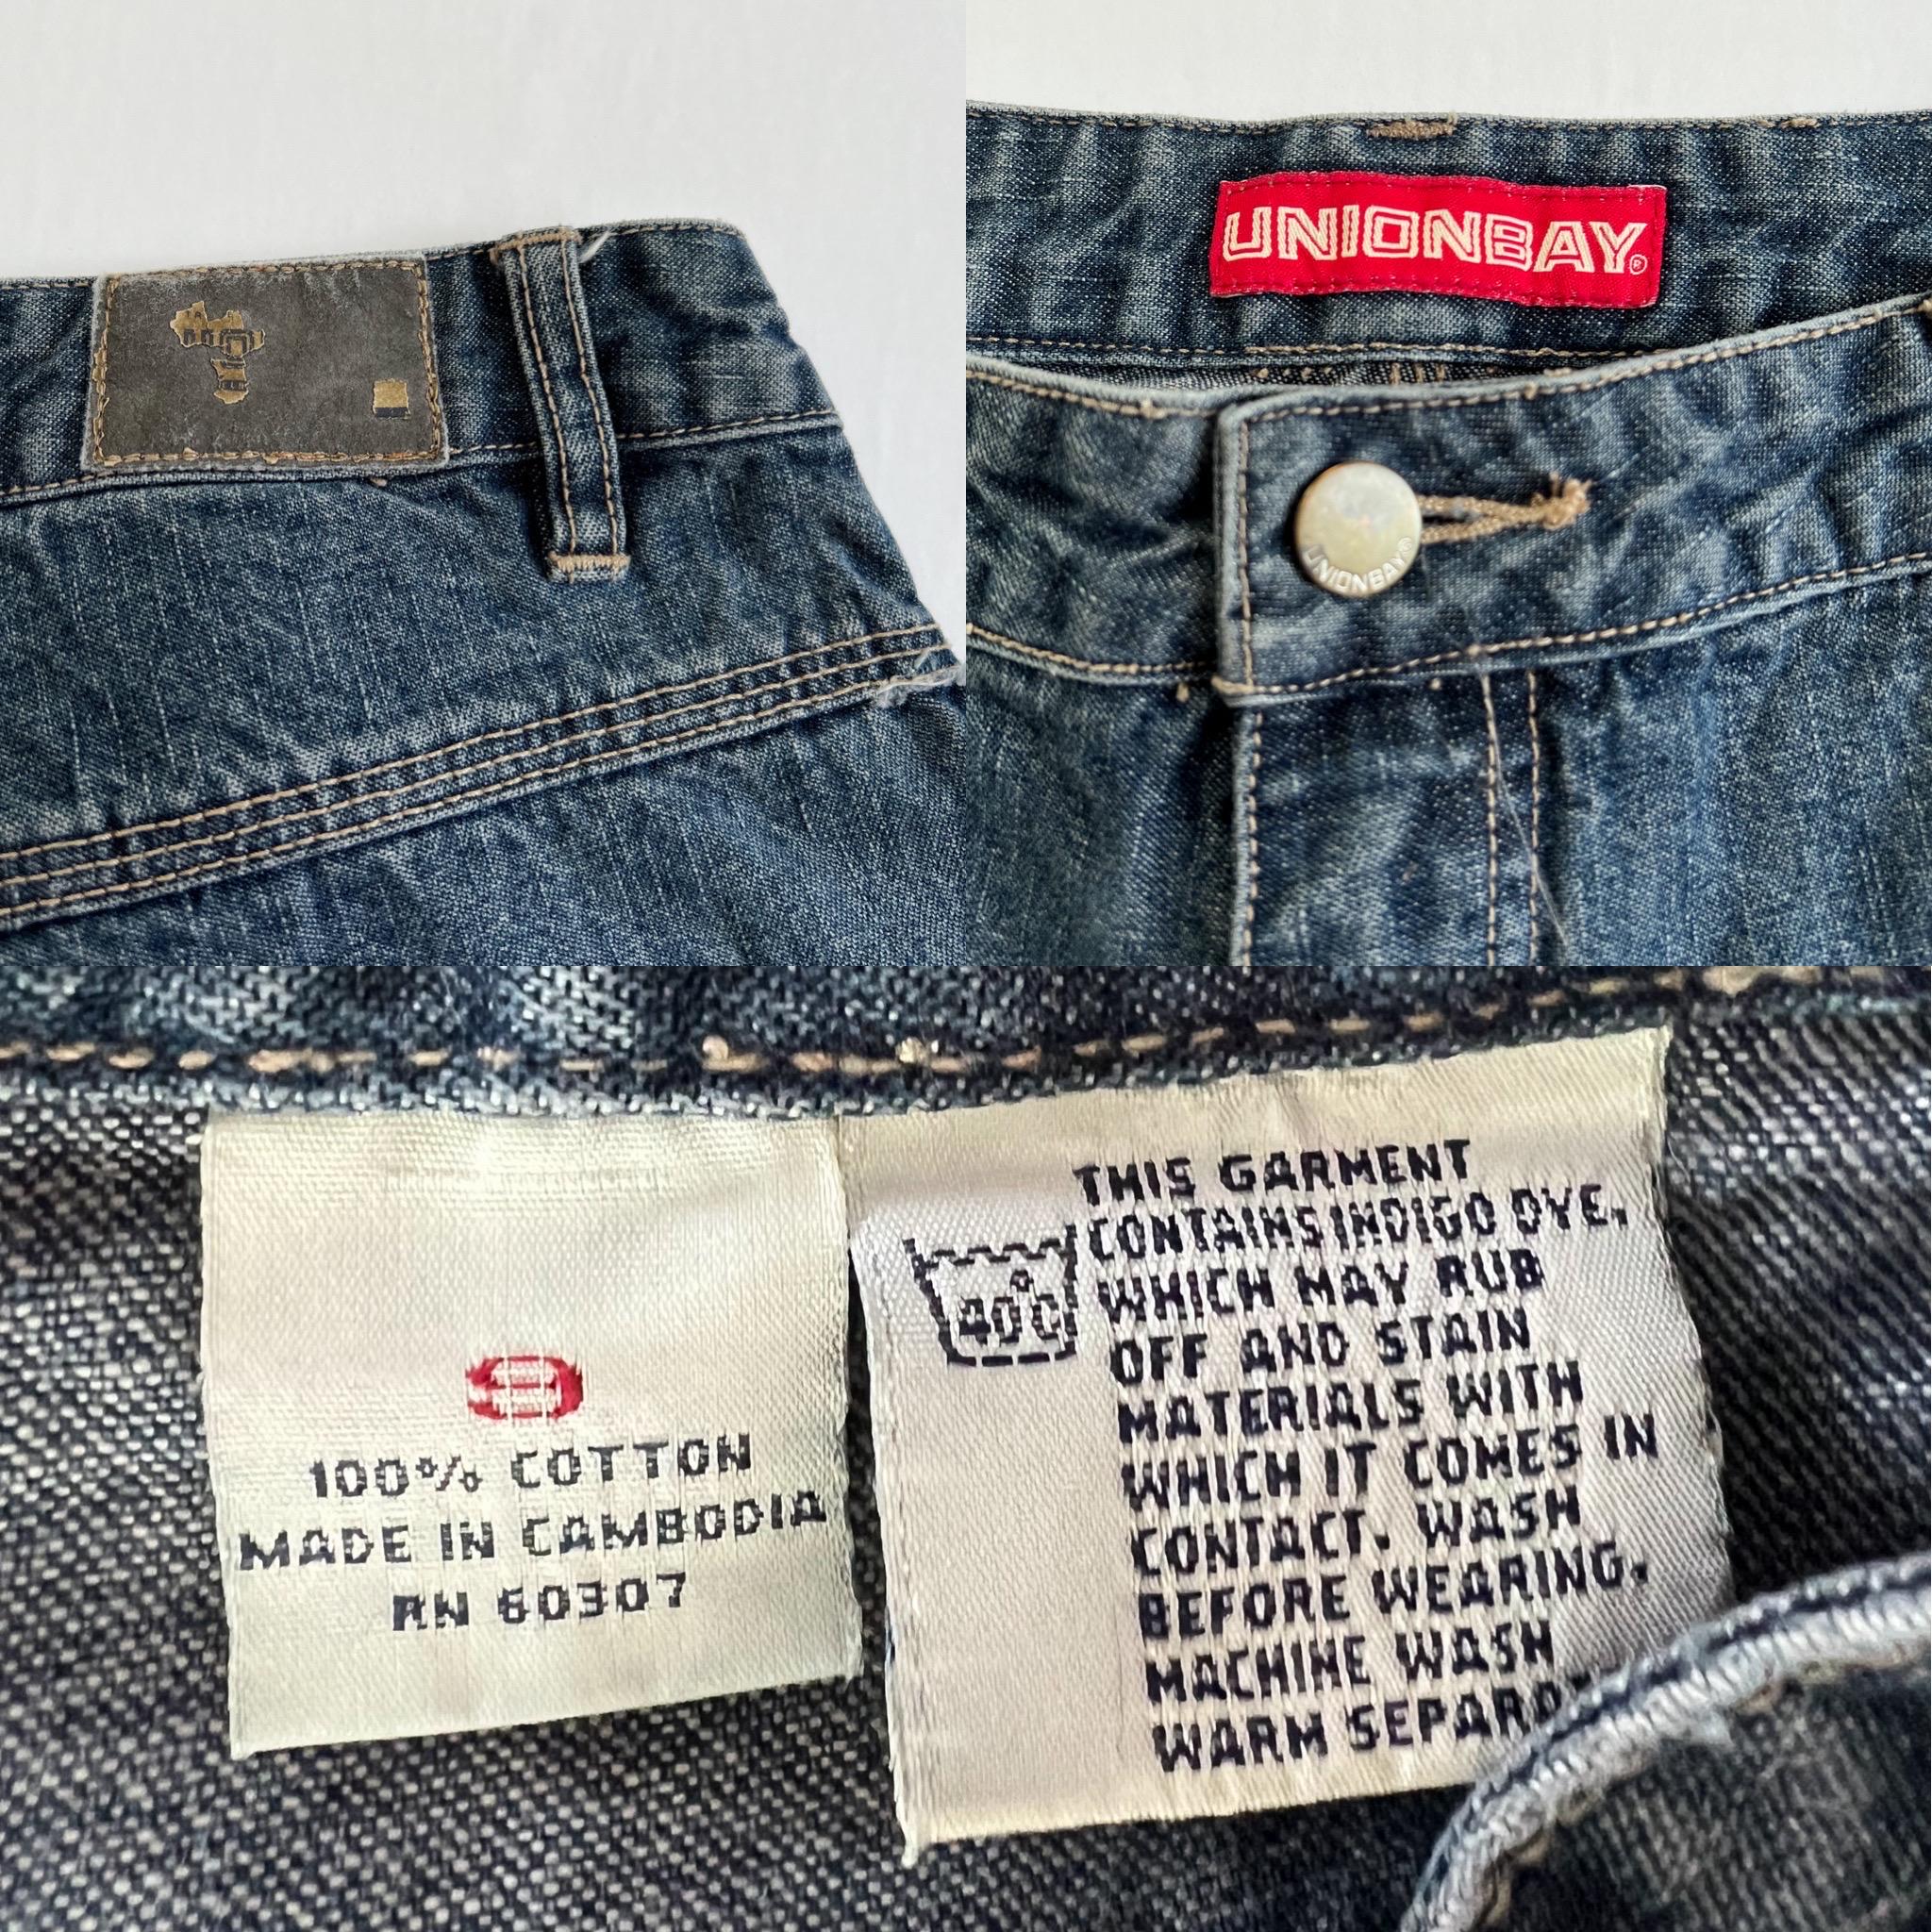 UNIONBAY®
UNIONBAY®
9
100% COTTON
MADE IN CAMBODIA
RN 60307
THIS GARMENT
CONTAINS INDIGO DYE,
WHICH MAY RUB
OFF AND STAIN
MATERIALS WITH
WHICH IT COMES IN
CONTACT. WASH
BEFORE WEARING.
MACHINE WASH
WARM
40°C